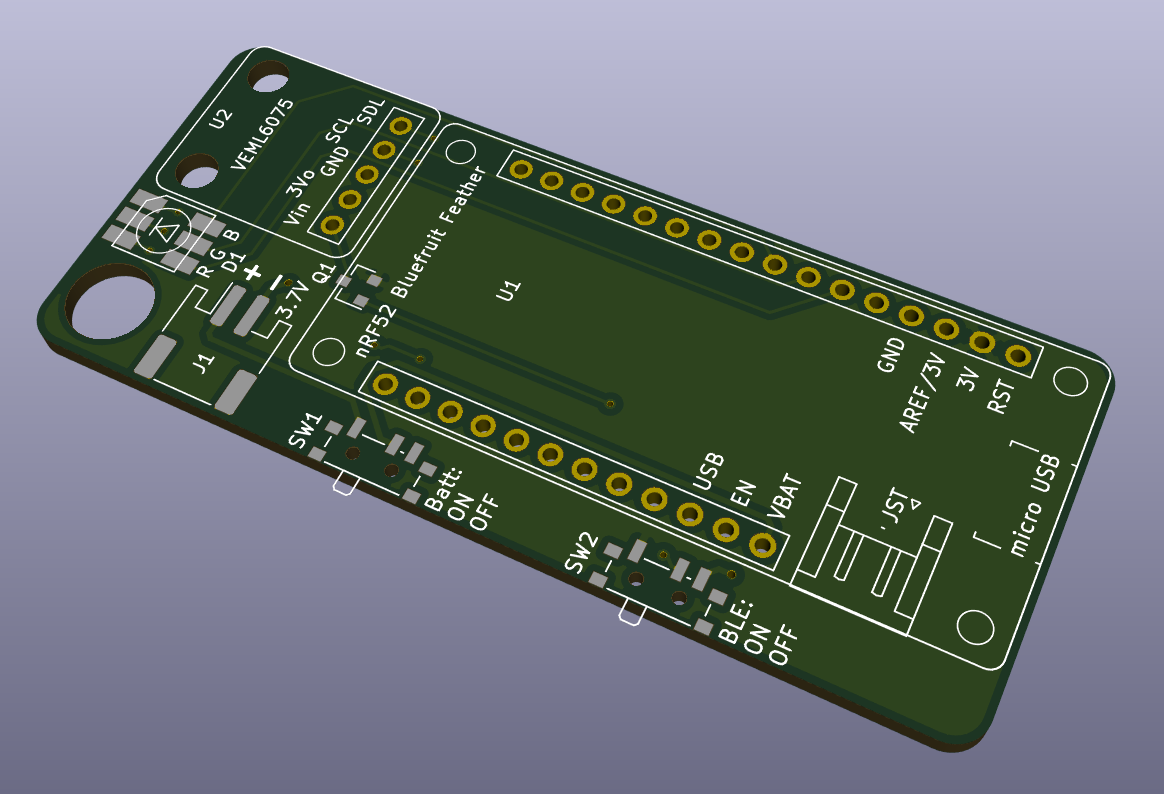 U2
VEML6075
SDL
SCL
GND
3Vo
Vin
R G B
D1
+ -
3.7V
Q1
J1
nRF52 Bluefruit Feather
U1
GND
AREF/3V
3V
RST
USB
EN
VBAT
JST
micro USB
SW1
Batt:
ON
OFF
SW2
BLE:
ON
OFF